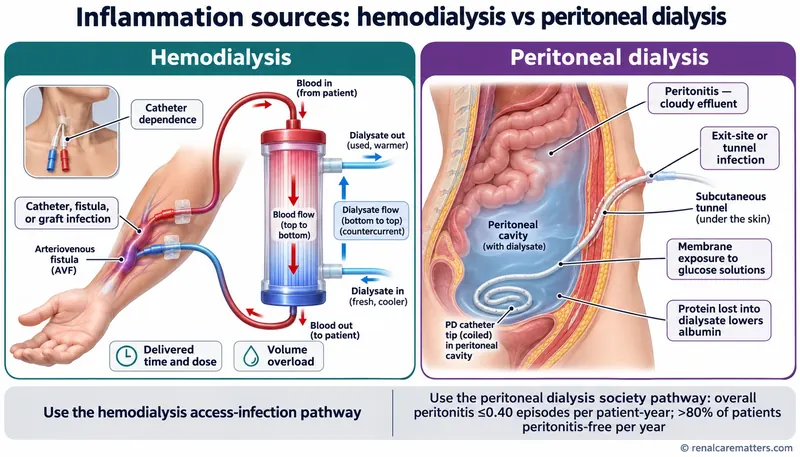 Inflammation sources: hemodialysis vs peritoneal dialysis
Hemodialysis
Catheter
dependence
Blood in
(from patient)
Dialysate out
(used, warmer)
Catheter, fistula,
or graft infection
Arteriovenous
fistula
(AVF)
Blood flow
(top to
bottom)
Dialysate flow
(bottom to top)
(countercurrent)
Dialysate in
(fresh, cooler)
Blood out
(to patient)
Delivered
time and dose
Volume
overload
Use the hemodialysis access-infection pathway
Peritoneal dialysis
Peritonitis —
cloudy effluent
Exit-site or
tunnel
infection
Subcutaneous
tunnel
(under the skin)
Peritoneal
cavity
(with dialysate)
Membrane
exposure to
glucose solutions
Protein lost into
dialysate lowers
albumin
PD catheter
tip (coiled)
in peritoneal
cavity
Use the peritoneal dialysis society pathway: overall
peritonitis ≤0.40 episodes per patient-year; >80% of patients
peritonitis-free per year
© renalcarematters.com